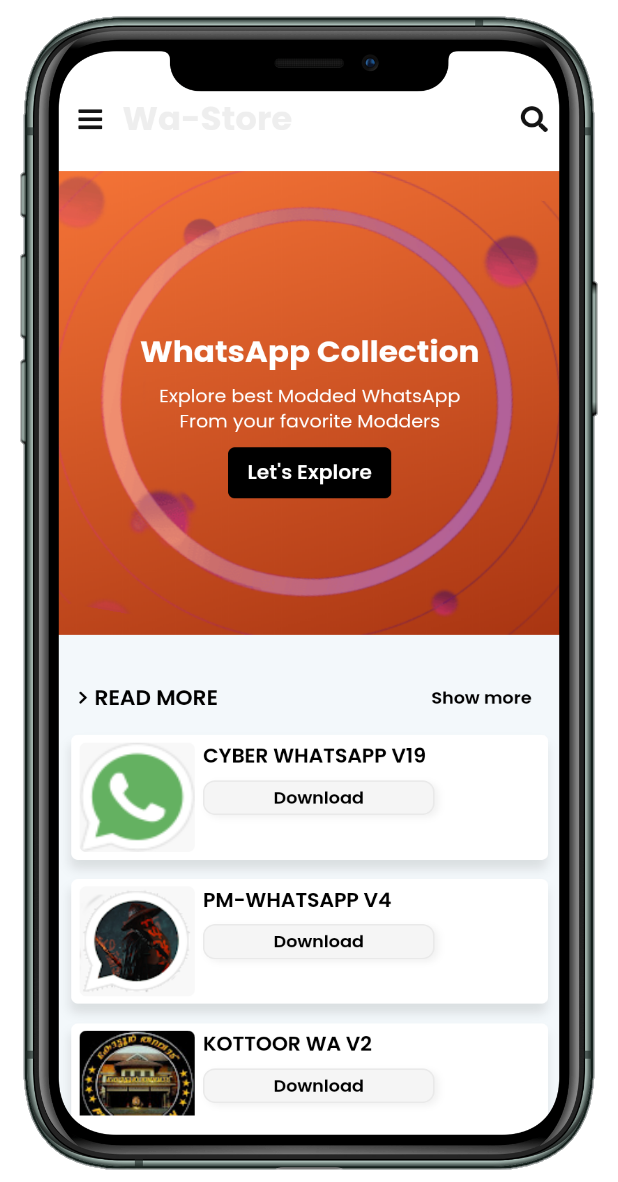 Wa-Store
WhatsApp Collection
Explore best Modded WhatsApp
From your favorite Modders
Let's Explore
READ MORE
Show more
CYBER WHATSAPP V19
Download
PM-WHATSAPP V4
Download
KOTTOOR WA V2
Download